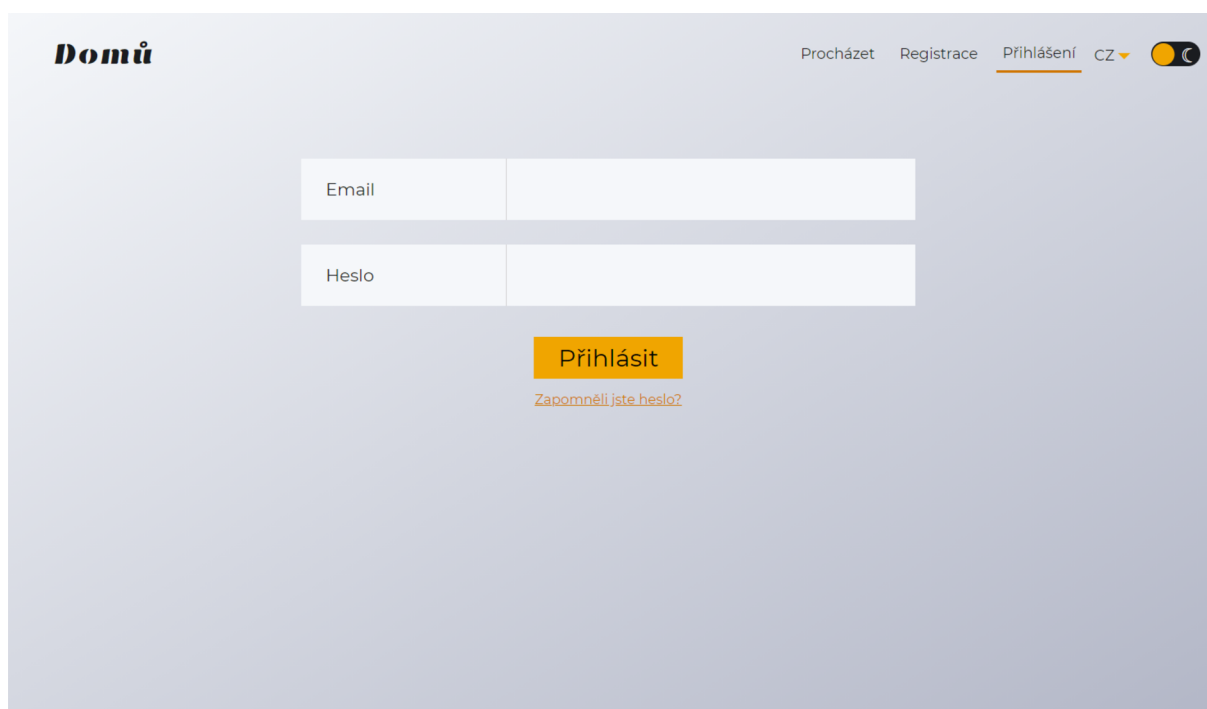 Domů
Procházet Registrace Přihlášení CZ
Email
Heslo
Přihlásit
Zapomněli jste heslo?